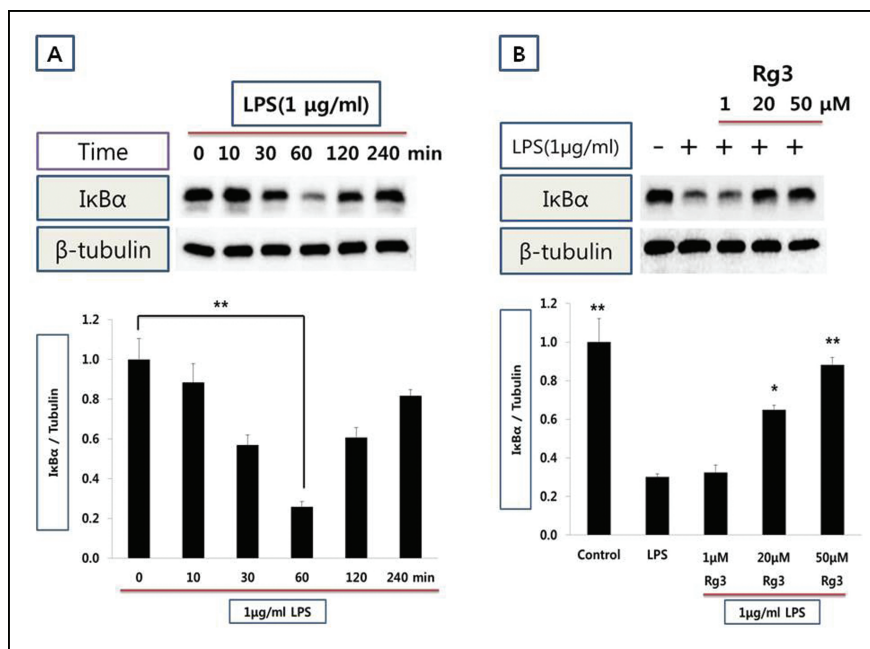 A
LPS(1 μg/ml)
Time 0 10 30 60 120 240 min
IκBα
β-tubulin
**
IκBα / Tubulin
1.2
1.0
0.8
0.6
0.4
0.2
0.0
0 10 30 60 120 240 min
1μg/ml LPS
B
Rg3
1 20 50 μM
LPS(1μg/ml) − + + + +
IκBα
β-tubulin
IκBα / Tubulin
1.2
1.0
0.8
0.6
0.4
0.2
0.0
**
*
**
Control LPS 1μM 20μM 50μM
Rg3 Rg3 Rg3
1μg/ml LPS